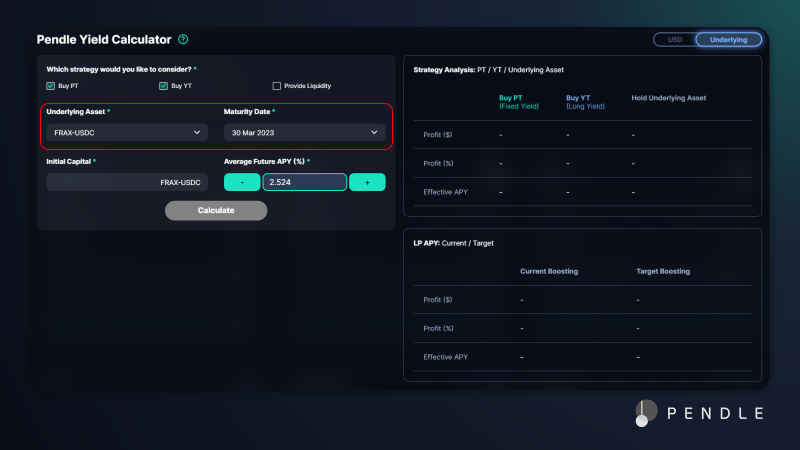 Pendle Yield Calculator ?
USD Underlying
Which strategy would you like to consider? *
Buy PT Buy YT Provide Liquidity
Underlying Asset * Maturity Date *
FRAX-USDC 30 Mar 2023
Initial Capital * Average Future APY (%) *
FRAX-USDC - 2.524 +
Calculate
Strategy Analysis: PT / YT / Underlying Asset
Buy PT Buy YT Hold Underlying Asset
(Fixed Yield) (Long Yield)
Profit ($) - - -
Profit (%) - - -
Effective APY - - -
LP APY: Current / Target
Current Boosting Target Boosting
Profit ($) - -
Profit (%) - -
Effective APY - -
PENDLE